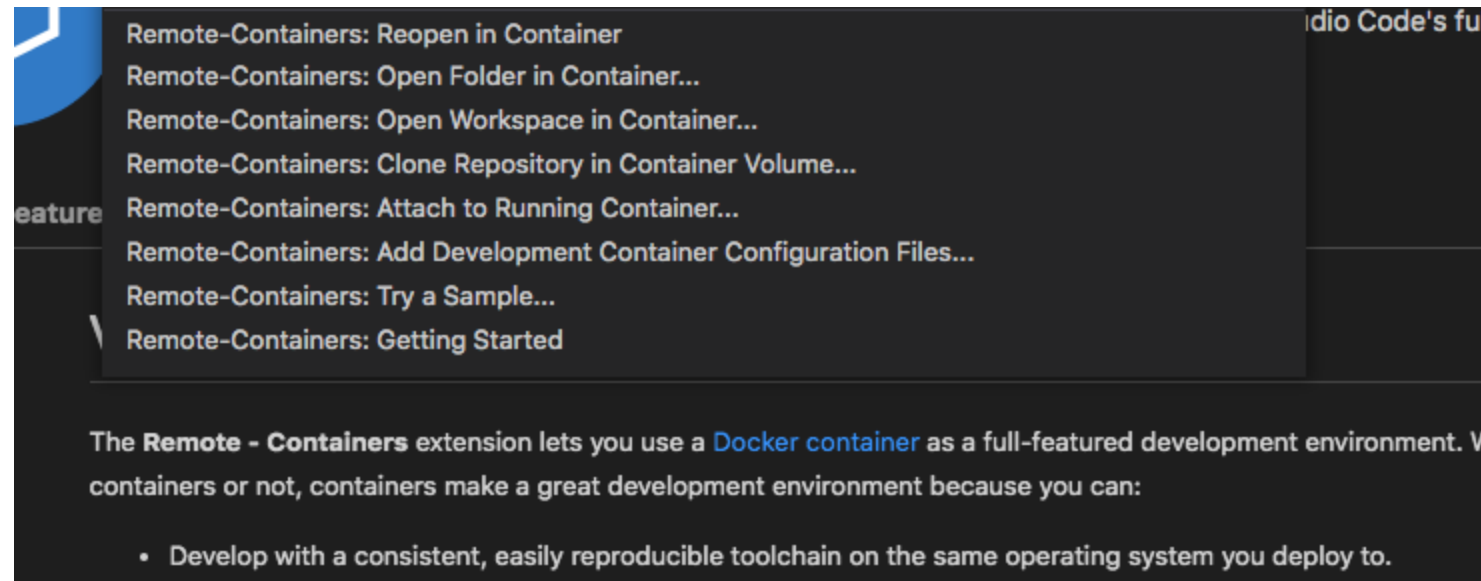 Remote-Containers: Reopen in Container
Code's
Remote-Containers: Open Folder in Container...
Remote-Containers: Open Workspace in Container...
Remote-Containers: Clone Repository in Container Volume...
Remote-Containers: Attach to Running Container...
Remote-Containers: Add Development Container Configuration Files...
Remote-Containers: Try a Sample...
Remote-Containers: Getting Started
The Remote - Containers extension lets you use a Docker container as a full-featured development environment.
containers or not, containers make a great development environment because you can:
• Develop with a consistent, easily reproducible toolchain on the same operating system you deploy to.